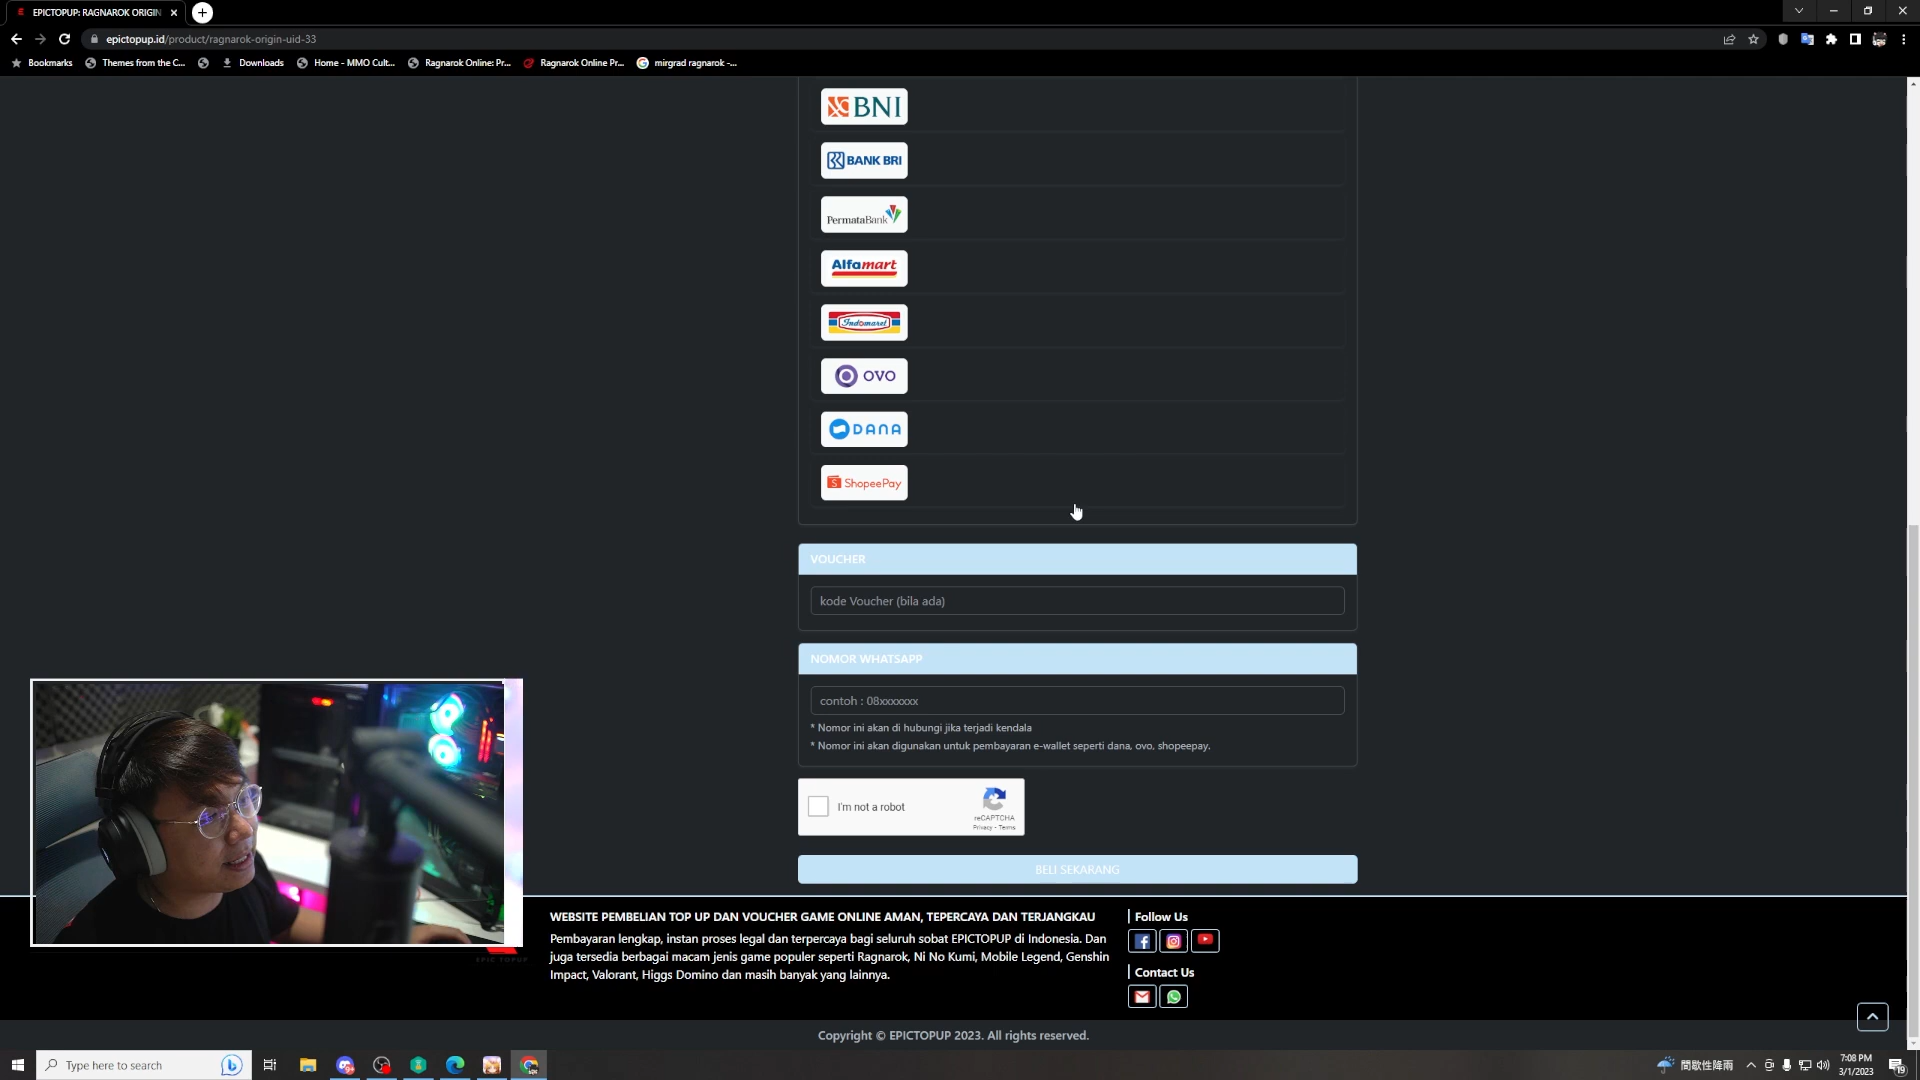 EPICTOPUP: RAGNAROK ORIGIN
epictopup.id/product/ragnarok-origin-uid-33
Bookmarks
Themes from the C...
Downloads
Home - MMO Cult...
Ragnarok Online: Pr...
Ragnarok Online Pr...
mirgrad ragnarok -...
BNI
BANK BRI
PermataBank
Alfamart
Indomaret
OVO
DANA
ShopeePay
VOUCHER
kode Voucher (bila ada)
NOMOR WHATSAPP
contoh : 08xxxxxxx
* Nomor ini akan di hubungi jika terjadi kendala
* Nomor ini akan digunakan untuk pembayaran e-wallet seperti dana, ovo, shopeepay.
I'm not a robot
reCAPTCHA
Privacy - Terms
BELI SEKARANG
EPIC TOPUP
WEBSITE PEMBELIAN TOP UP DAN VOUCHER GAME ONLINE AMAN, TEPERCAYA DAN TERJANGKAU
Pembayaran lengkap, instan proses legal dan terpercaya bagi seluruh sobat EPICTOPUP di Indonesia. Dan
juga tersedia berbagai macam jenis game populer seperti Ragnarok, Ni No Kumi, Mobile Legend, Genshin
Impact, Valorant, Higgs Domino dan masih banyak yang lainnya.
Follow Us
Contact Us
Copyright © EPICTOPUP 2023. All rights reserved.
Type here to search
間歇性降雨
7:08 PM
3/1/2023
19